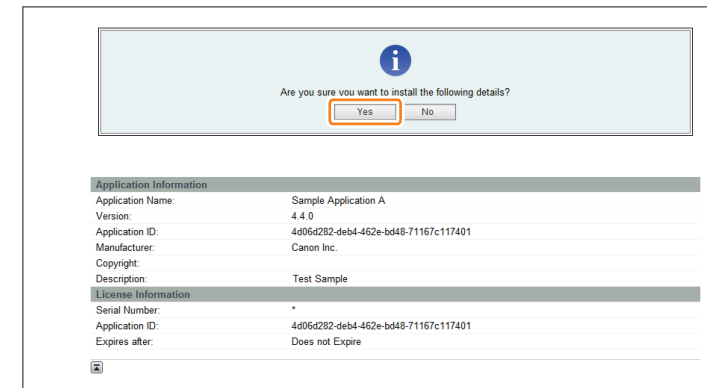 Are you sure you want to install the following details?
Yes No
Application Information
Application Name: Sample Application A
Version: 4.4.0
Application ID: 4d06d282-deb4-462e-bd48-71167c117401
Manufacturer: Canon Inc.
Copyright:
Description: Test Sample
License Information
Serial Number: *
Application ID: 4d06d282-deb4-462e-bd48-71167c117401
Expires after: Does not Expire